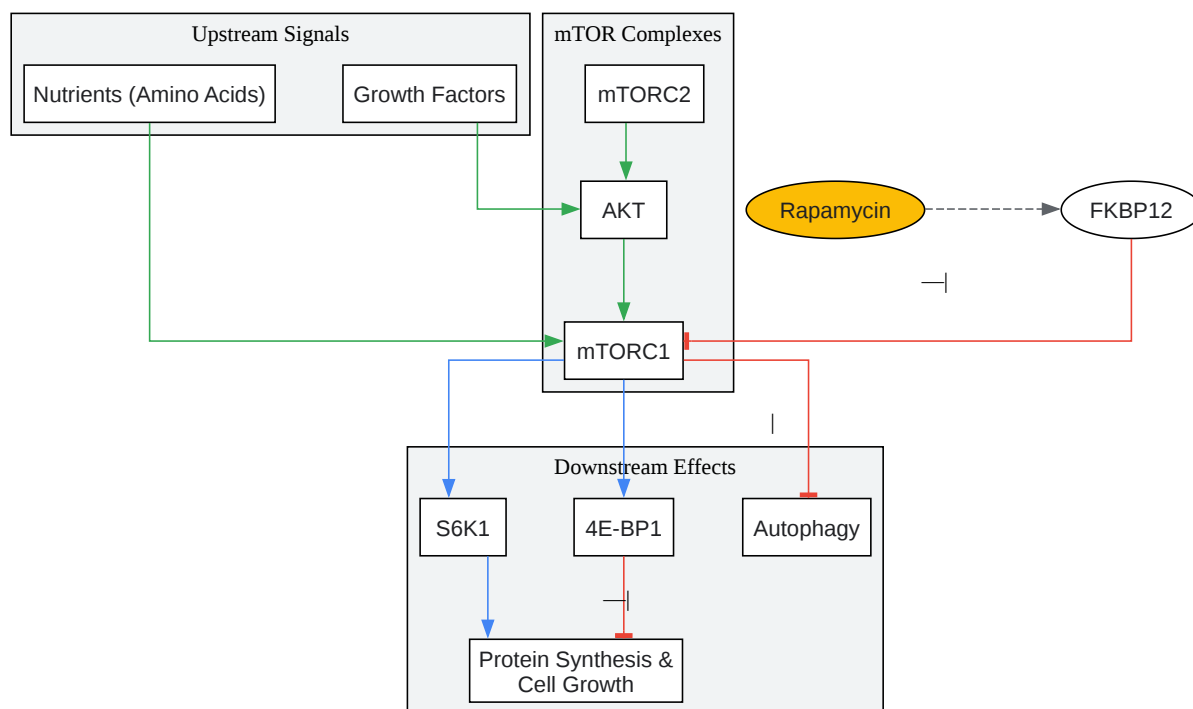 Upstream Signals
mTOR Complexes
Nutrients (Amino Acids)
Growth Factors
mTORC2
AKT
Rapamycin
FKBP12
—|
mTORC1
|
Downstream Effects
S6K1
4E-BP1
Autophagy
—|
Protein Synthesis &
Cell Growth